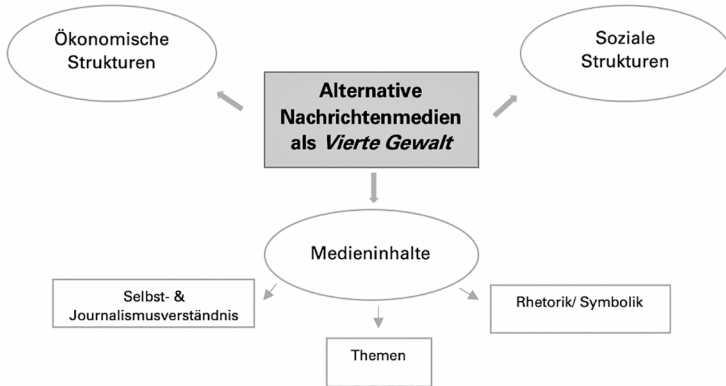 Ökonomische
Strukturen
Soziale
Strukturen
Alternative
Nachrichtenmedien
als Vierte Gewalt
Medieninhalte
Selbst- &
Journalismusverständnis
Rhetorik/ Symbolik
Themen